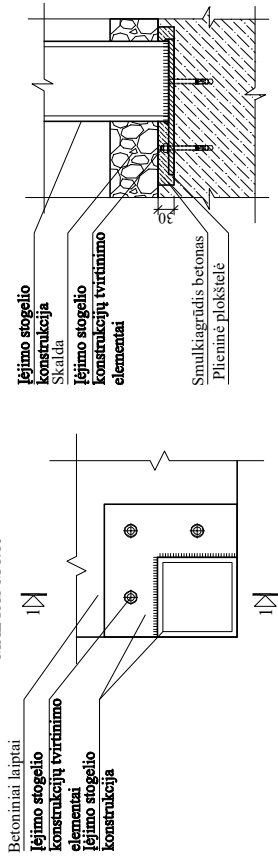 Betoniniai laiptai
Įėjimo stogelio
konstrukcijų tvirtinimo
elementai
Įėjimo stogelio
konstrukcija
1
1
Įėjimo stogelio
konstrukcija
Skalda
Įėjimo stogelio
konstrukcijų tvirtinimo
elementai
30
Smulkiagrūdis betonas
Plieninė plokštelė